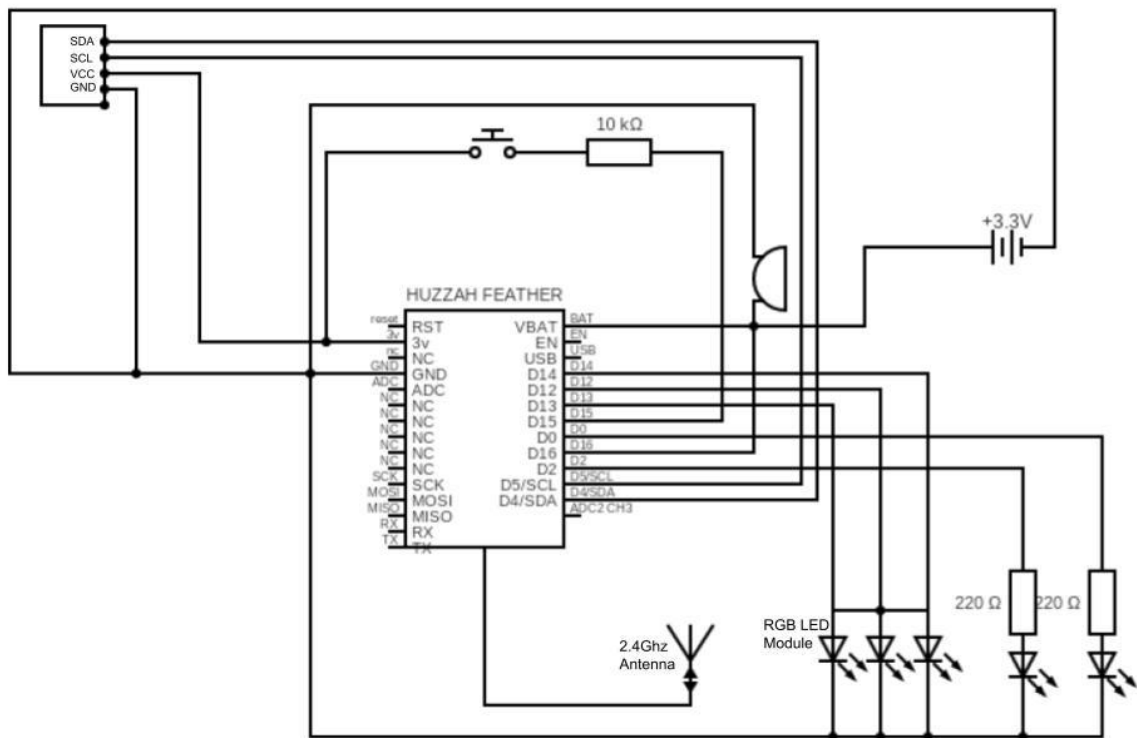 SDA
SCL
VCC
GND
10 kΩ
+3.3V
HUZZAH FEATHER
reset
3v
nc
GND
ADC
NC
NC
NC
NC
NC
SCK
MOSI
MISO
RX
TX
RST
3v
NC
GND
ADC
NC
NC
NC
NC
NC
SCK
MOSI
MISO
RX
TX
VBAT
EN
USB
D14
D12
D13
D15
D0
D16
D2
D5/SCL
D4/SDA
BAT
EN
USB
D14
D12
D13
D15
D0
D16
D2
D5/SCL
D4/SDA
ADC2 CH3
220 Ω
220 Ω
RGB LED
Module
2.4Ghz
Antenna